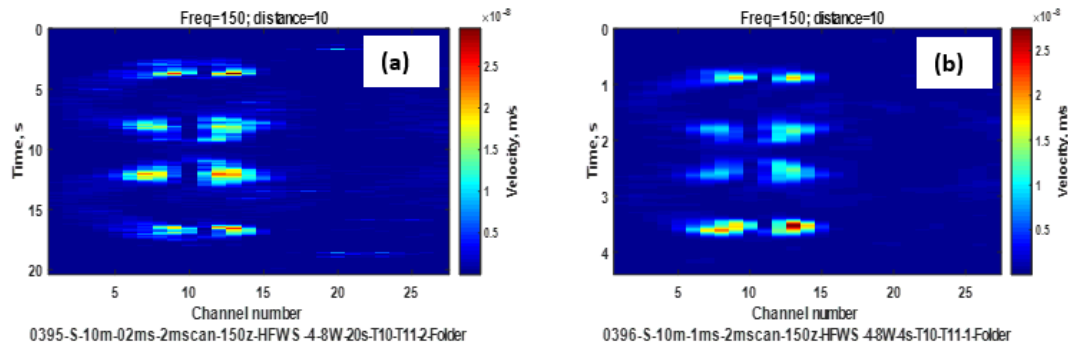 Freq=150; distance=10
×10⁻⁸
(a)
0
5
10
15
20
Time, s
5 10 15 20 25
Channel number
2.5
2
1.5
1
0.5
Velocity, m/s
0395-S-10m-02ms-2mscan-150z-HFWS-4-8W-20s-T10-T11-2-Folder
Freq=150; distance=10
×10⁻⁸
(b)
0
1
2
3
4
Time, s
5 10 15 20 25
Channel number
2.5
2
1.5
1
0.5
Velocity, m/s
0396-S-10m-1ms-2mscan-150z-HFWS-4-8W-4s-T10-T11-1-Folder